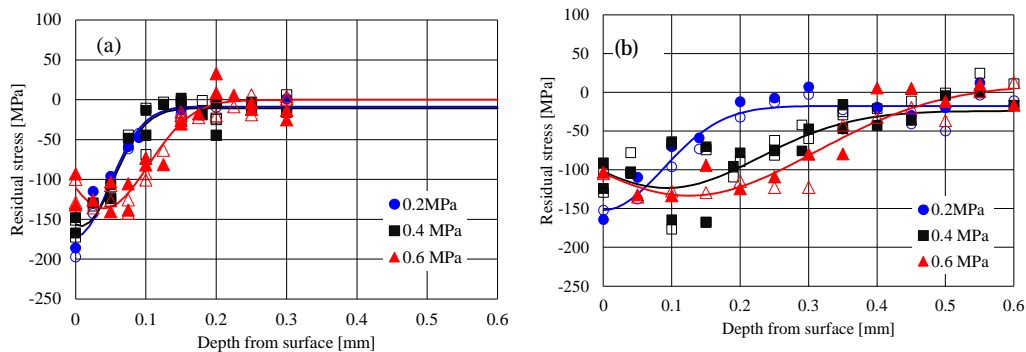 (a)
100
50
0
-50
-100
-150
-200
-250
Residual stress [MPa]
0.2MPa
0.4 MPa
0.6 MPa
0 0.1 0.2 0.3 0.4 0.5 0.6
Depth from surface [mm]
(b)
100
50
0
-50
-100
-150
-200
-250
Residual stress [MPa]
0.2MPa
0.4 MPa
0.6 MPa
0 0.1 0.2 0.3 0.4 0.5 0.6
Depth from surface [mm]